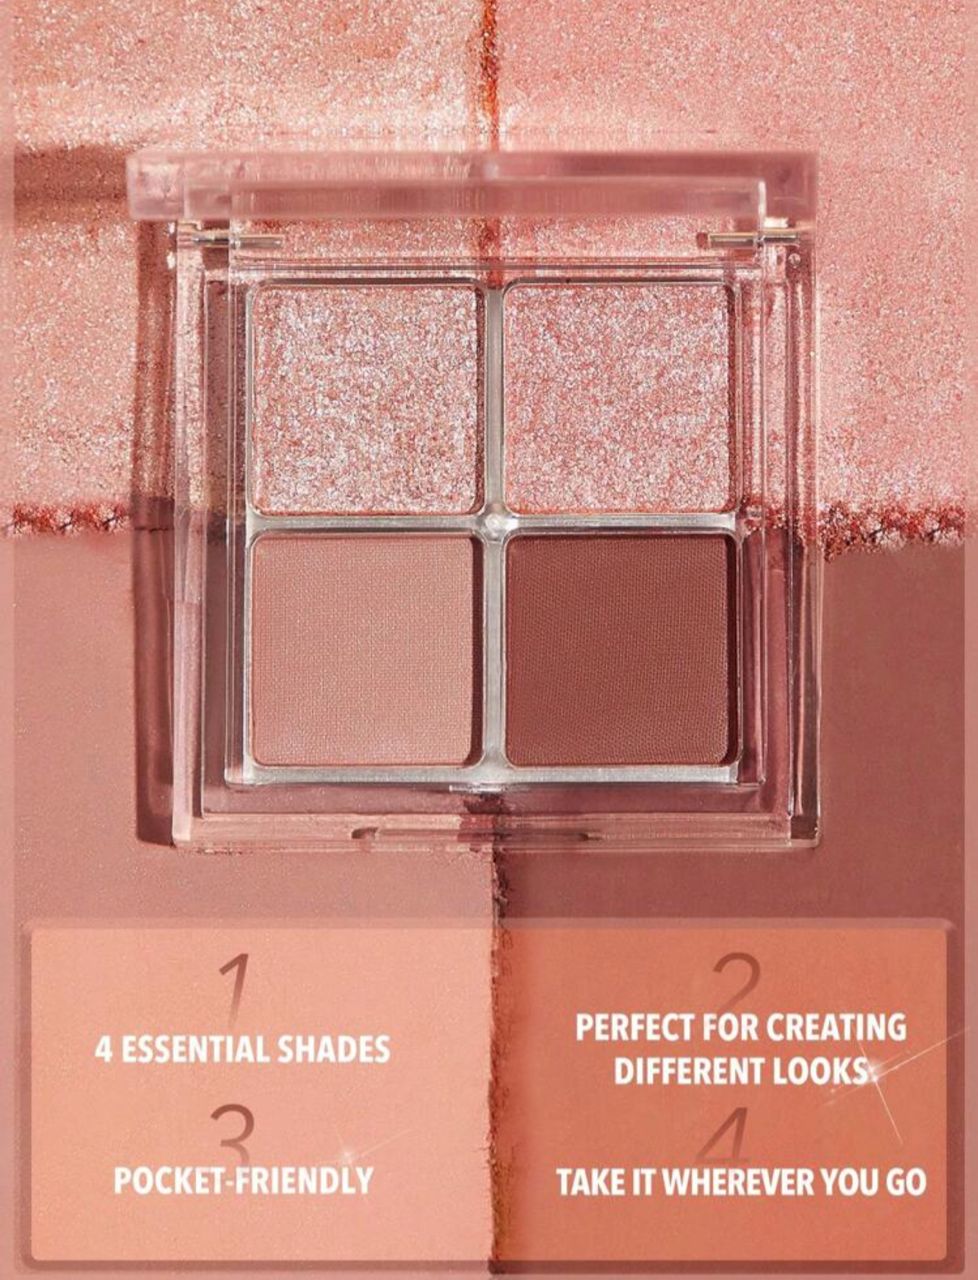 1
4 ESSENTIAL SHADES
2
PERFECT FOR CREATING
DIFFERENT LOOKS
3
POCKET-FRIENDLY
4
TAKE IT WHEREVER YOU GO